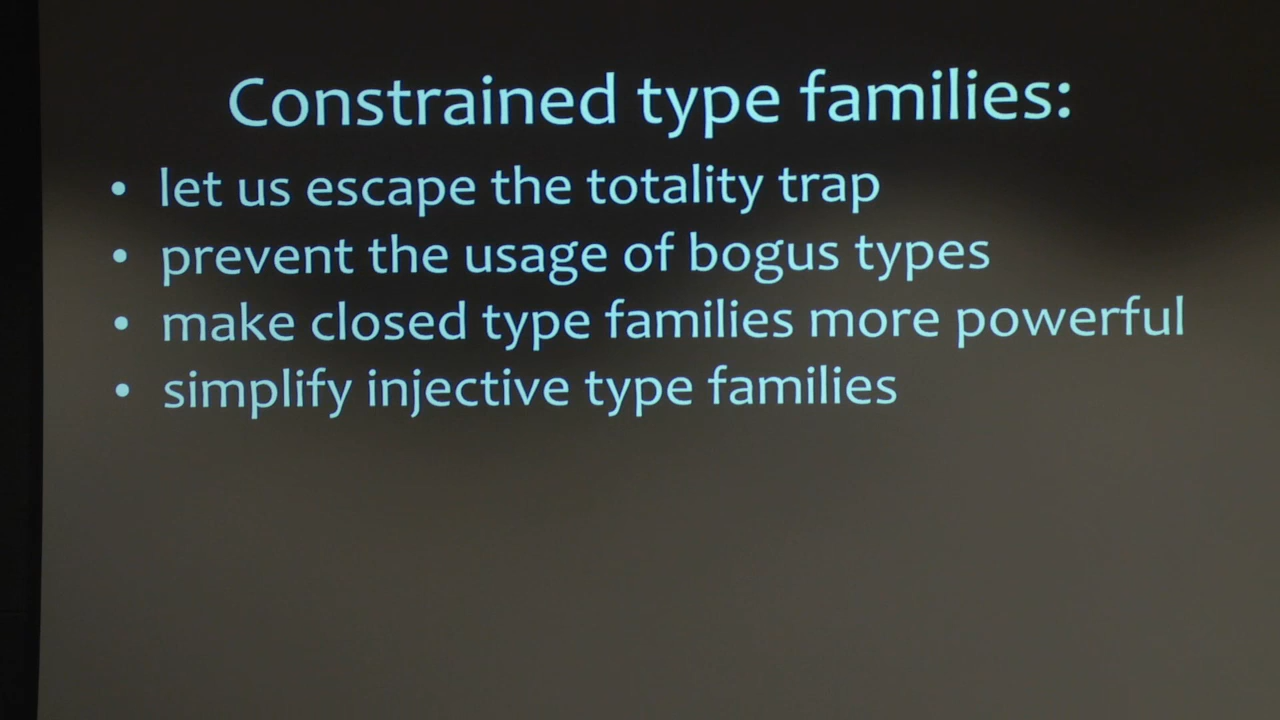 Constrained type families:
• let us escape the totality trap
• prevent the usage of bogus types
• make closed type families more powerful
• simplify injective type families